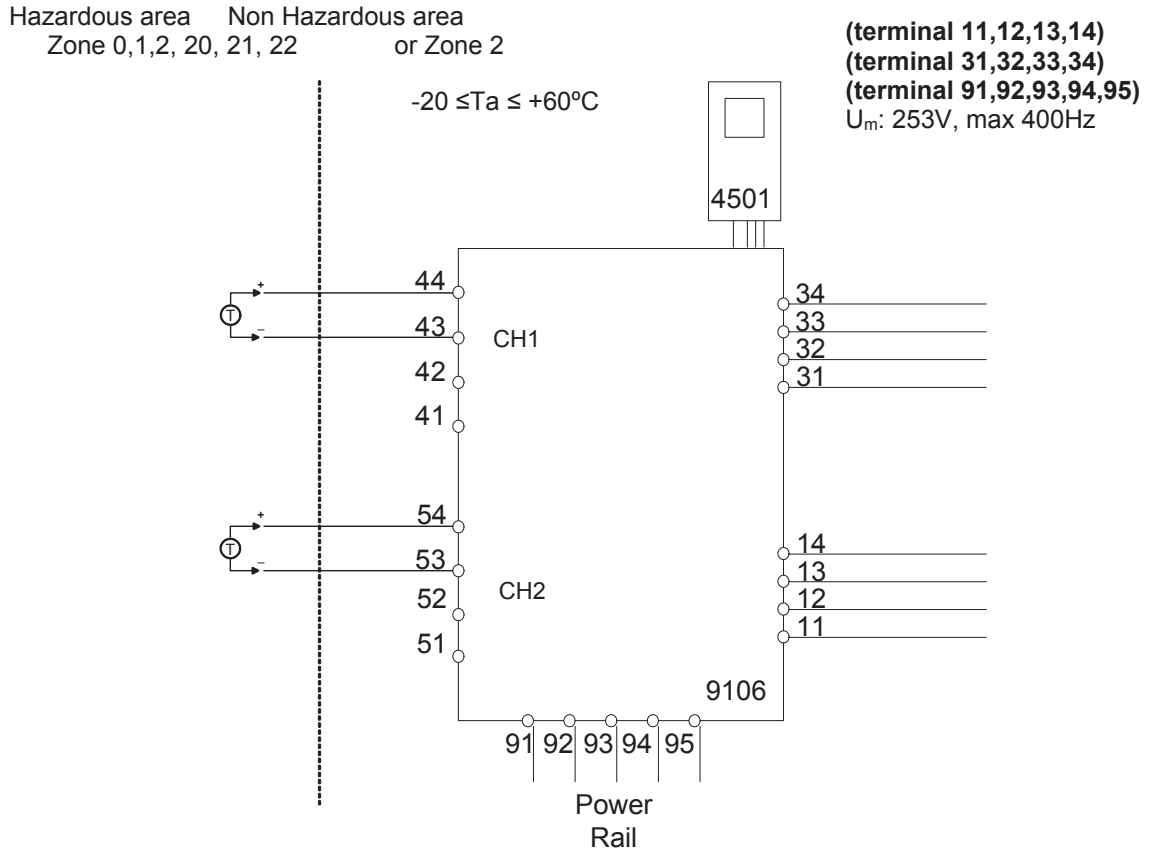 Hazardous area Non Hazardous area
Zone 0,1,2, 20, 21, 22 or Zone 2
(terminal 11,12,13,14)
(terminal 31,32,33,34)
(terminal 91,92,93,94,95)
Um: 253V, max 400Hz
-20 ≤Ta ≤ +60ºC
4501
44
+
T
43
–
CH1
42
41
34
33
32
31
54
+
T
53
–
CH2
52
51
14
13
12
11
9106
91 92 93 94 95
Power
Rail